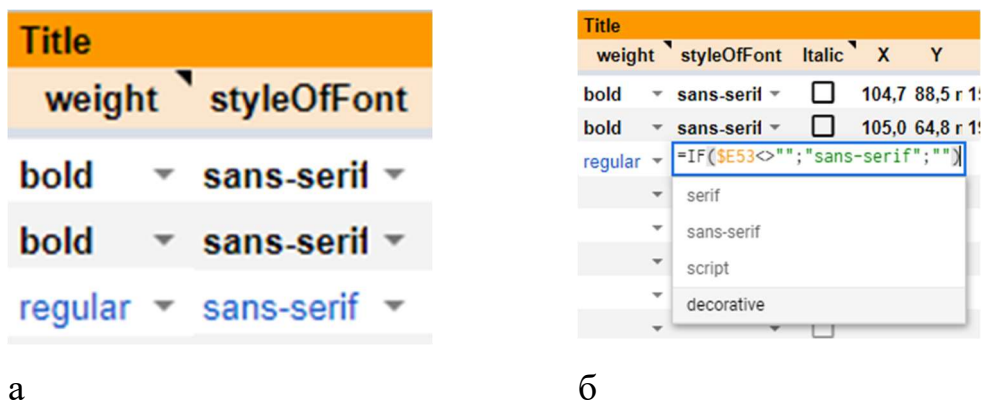 Title
weight styleOfFont
bold sans-serif
bold sans-serif
regular sans-serif
а
Title
weight styleOfFont Italic X Y
bold sans-serif 104,7 88,5 r 1
bold sans-serif 105,0 64,8 r 1
regular =IF($E53<>"";"sans-serif";"")
serif
sans-serif
script
decorative
б